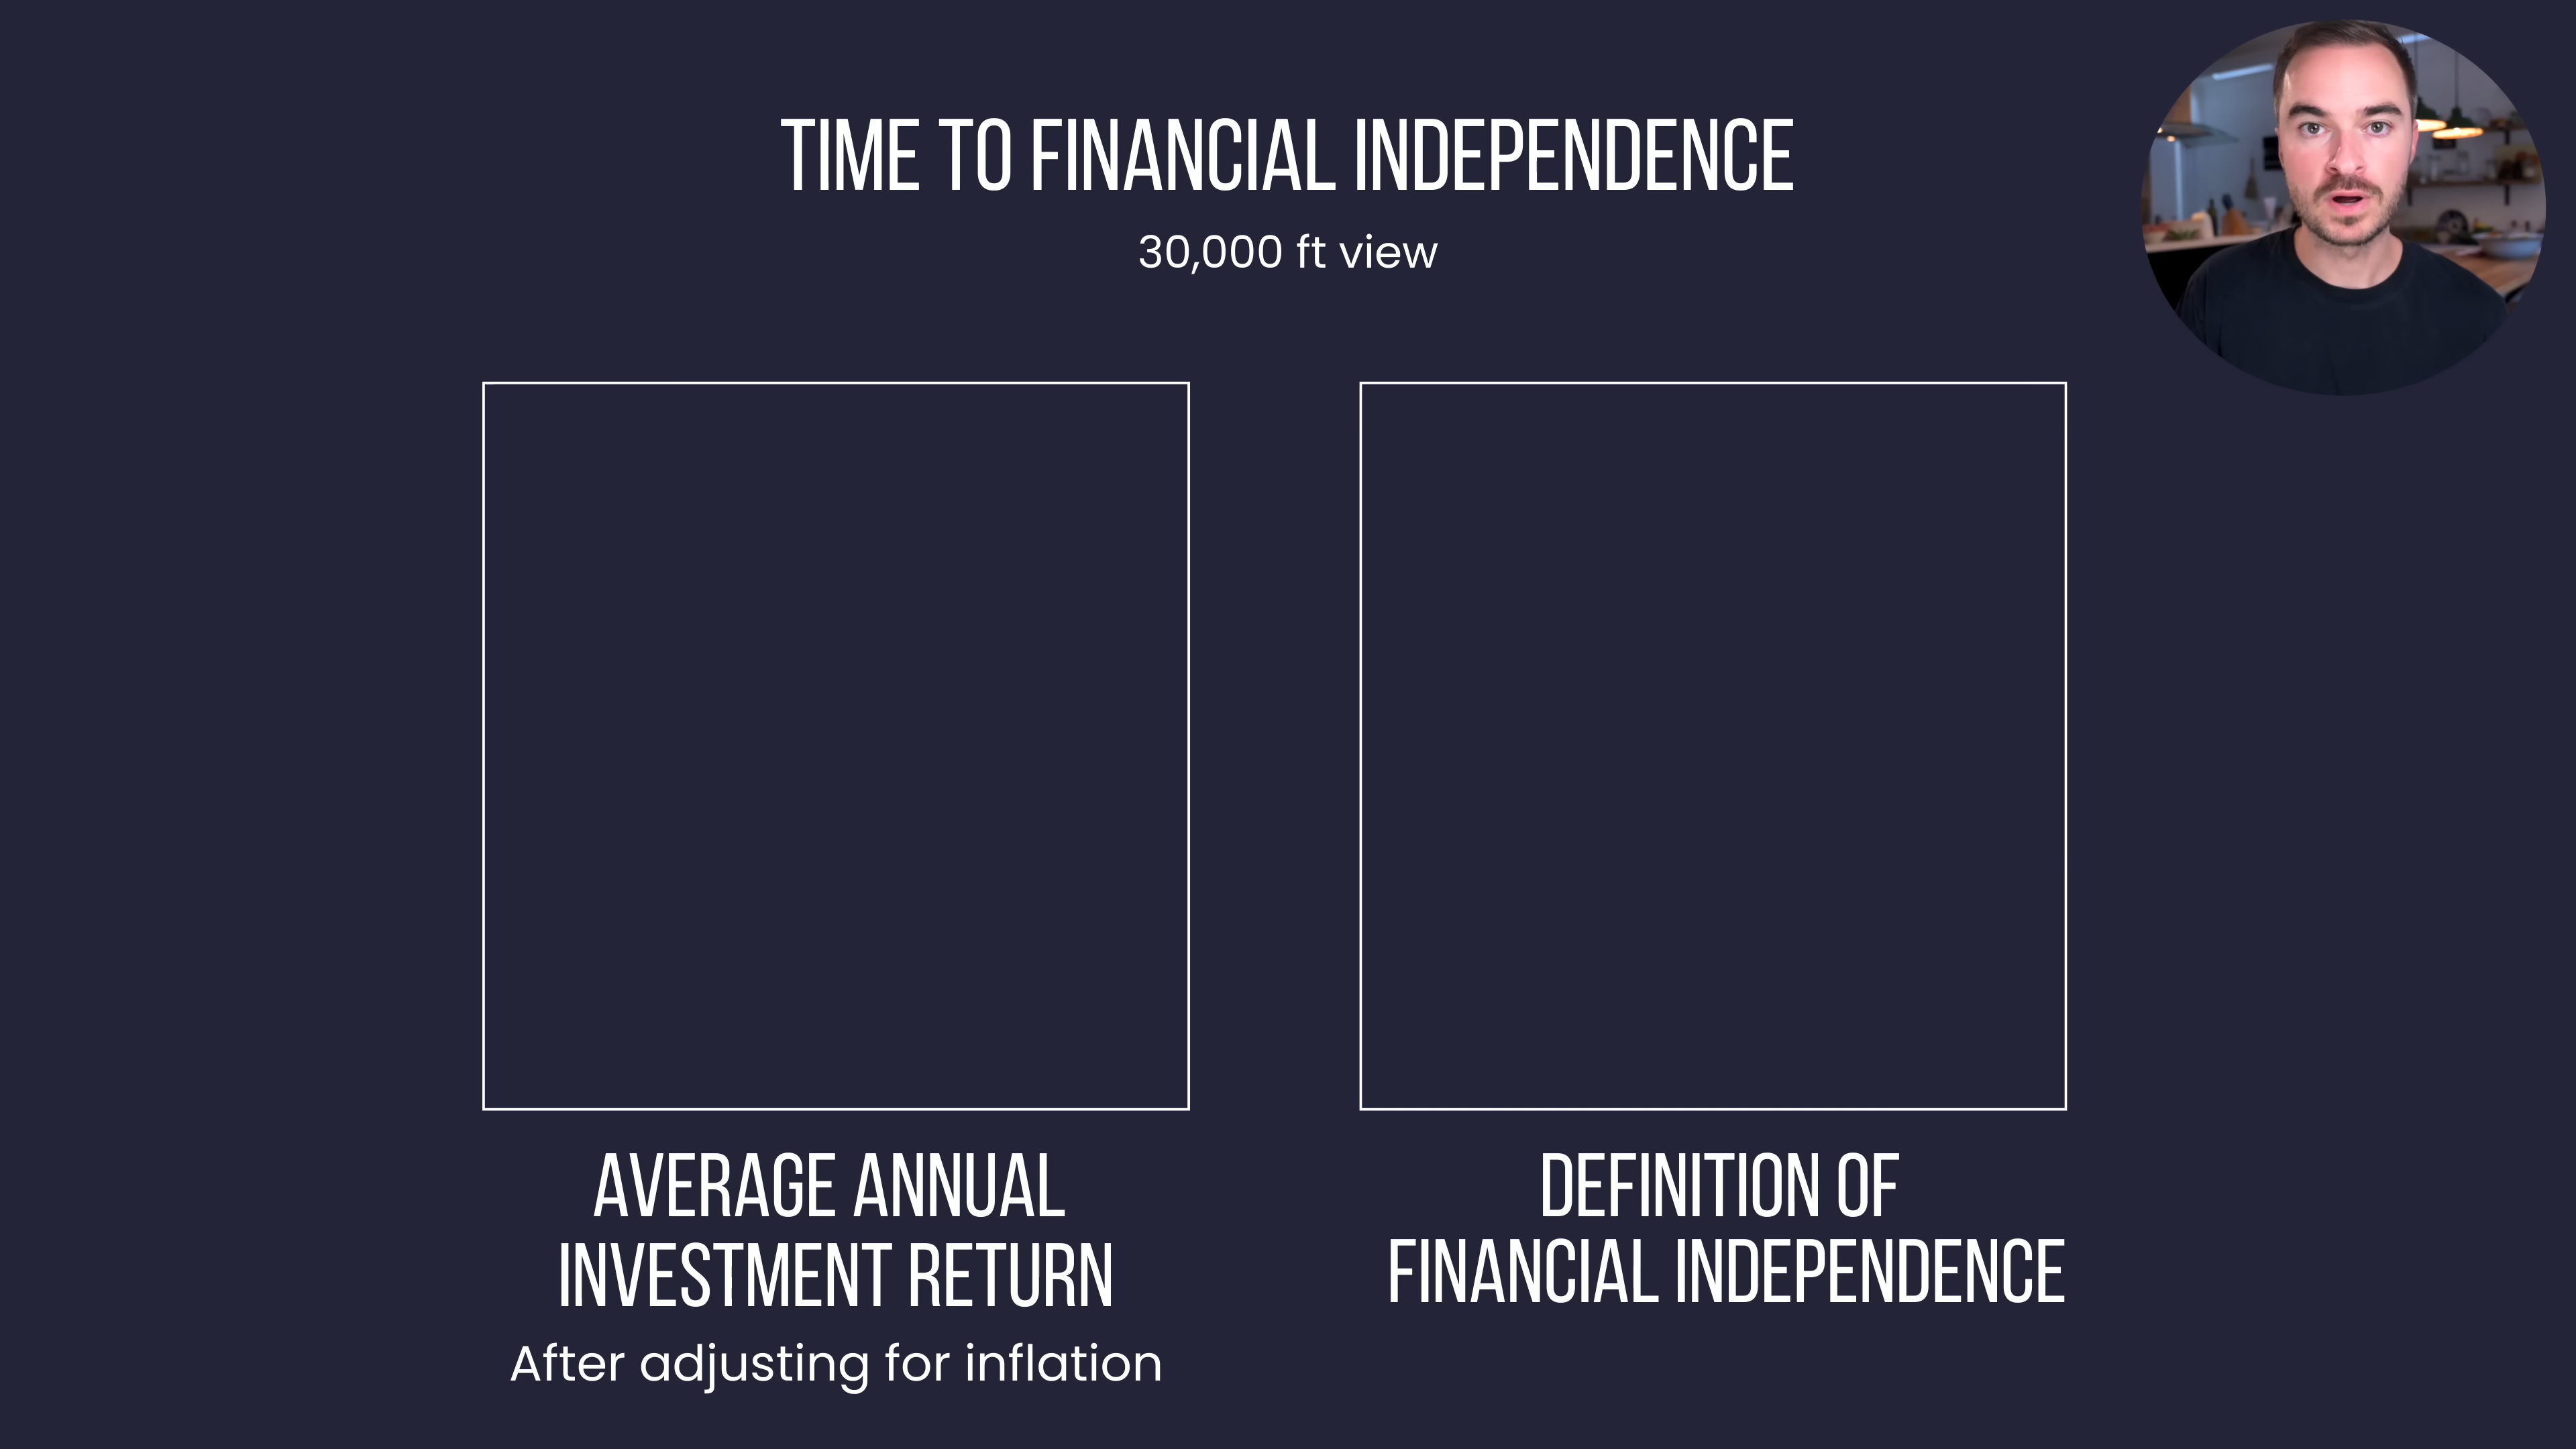 TIME TO FINANCIAL INDEPENDENCE
30,000 ft view
AVERAGE ANNUAL
INVESTMENT RETURN
After adjusting for inflation
DEFINITION OF
FINANCIAL INDEPENDENCE